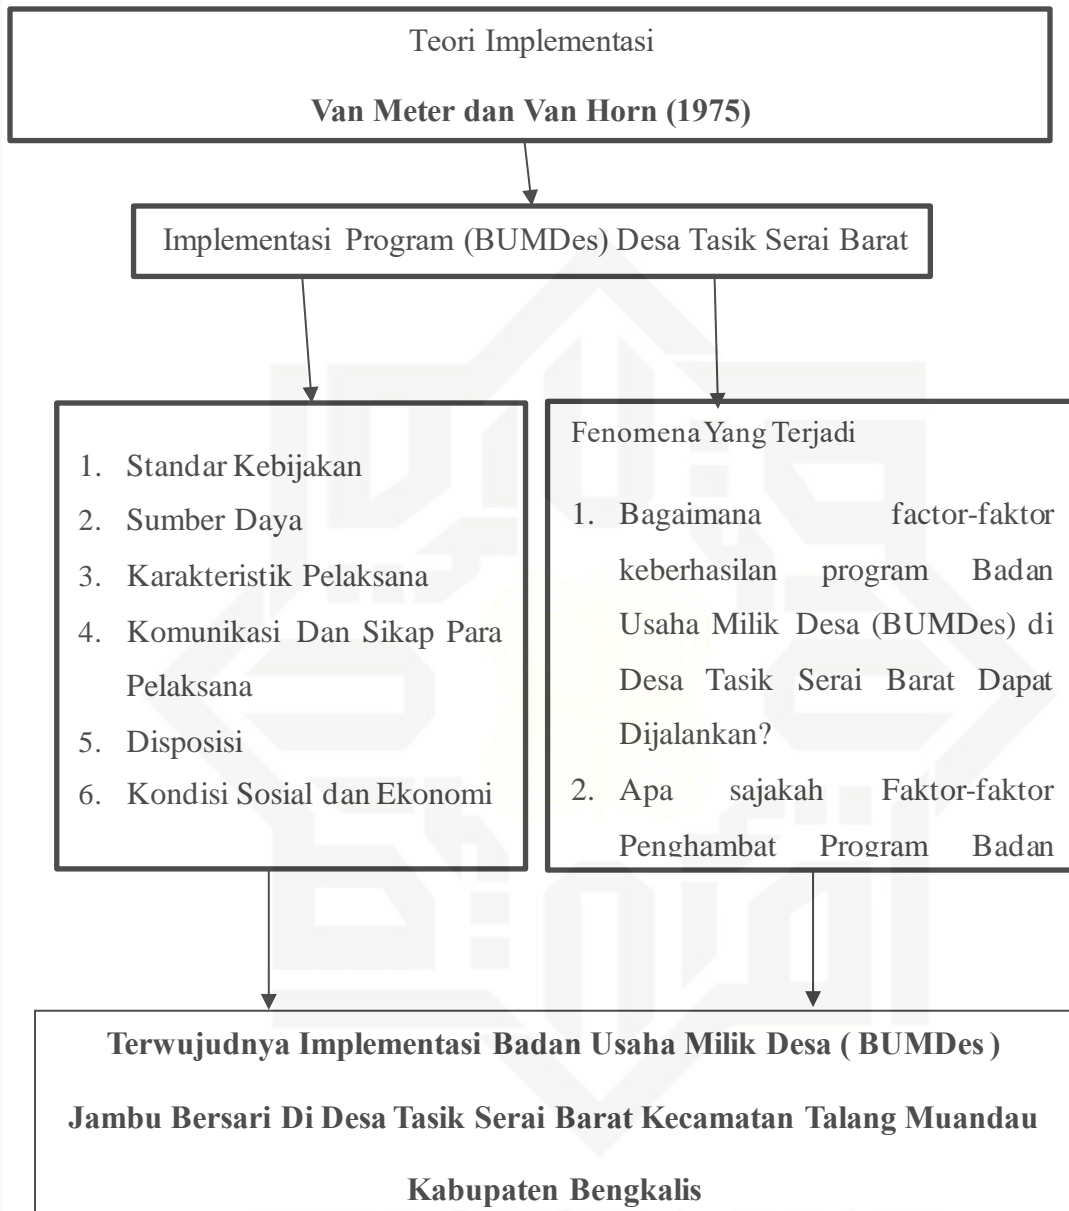 Teori Implementasi
Van Meter dan Van Horn (1975)
Implementasi Program (BUMDes) Desa Tasik Serai Barat
1. Standar Kebijakan
2. Sumber Daya
3. Karakteristik Pelaksana
4. Komunikasi Dan Sikap Para
Pelaksana
5. Disposisi
6. Kondisi Sosial dan Ekonomi
Fenomena Yang Terjadi
1. Bagaimana factor-faktor
keberhasilan program Badan
Usaha Milik Desa (BUMDes) di
Desa Tasik Serai Barat Dapat
Dijalankan?
2. Apa sajakah Faktor-faktor
Penghambat Program Badan
Terwujudnya Implementasi Badan Usaha Milik Desa ( BUMDes )
Jambu Bersari Di Desa Tasik Serai Barat Kecamatan Talang Muandau
Kabupaten Bengkalis